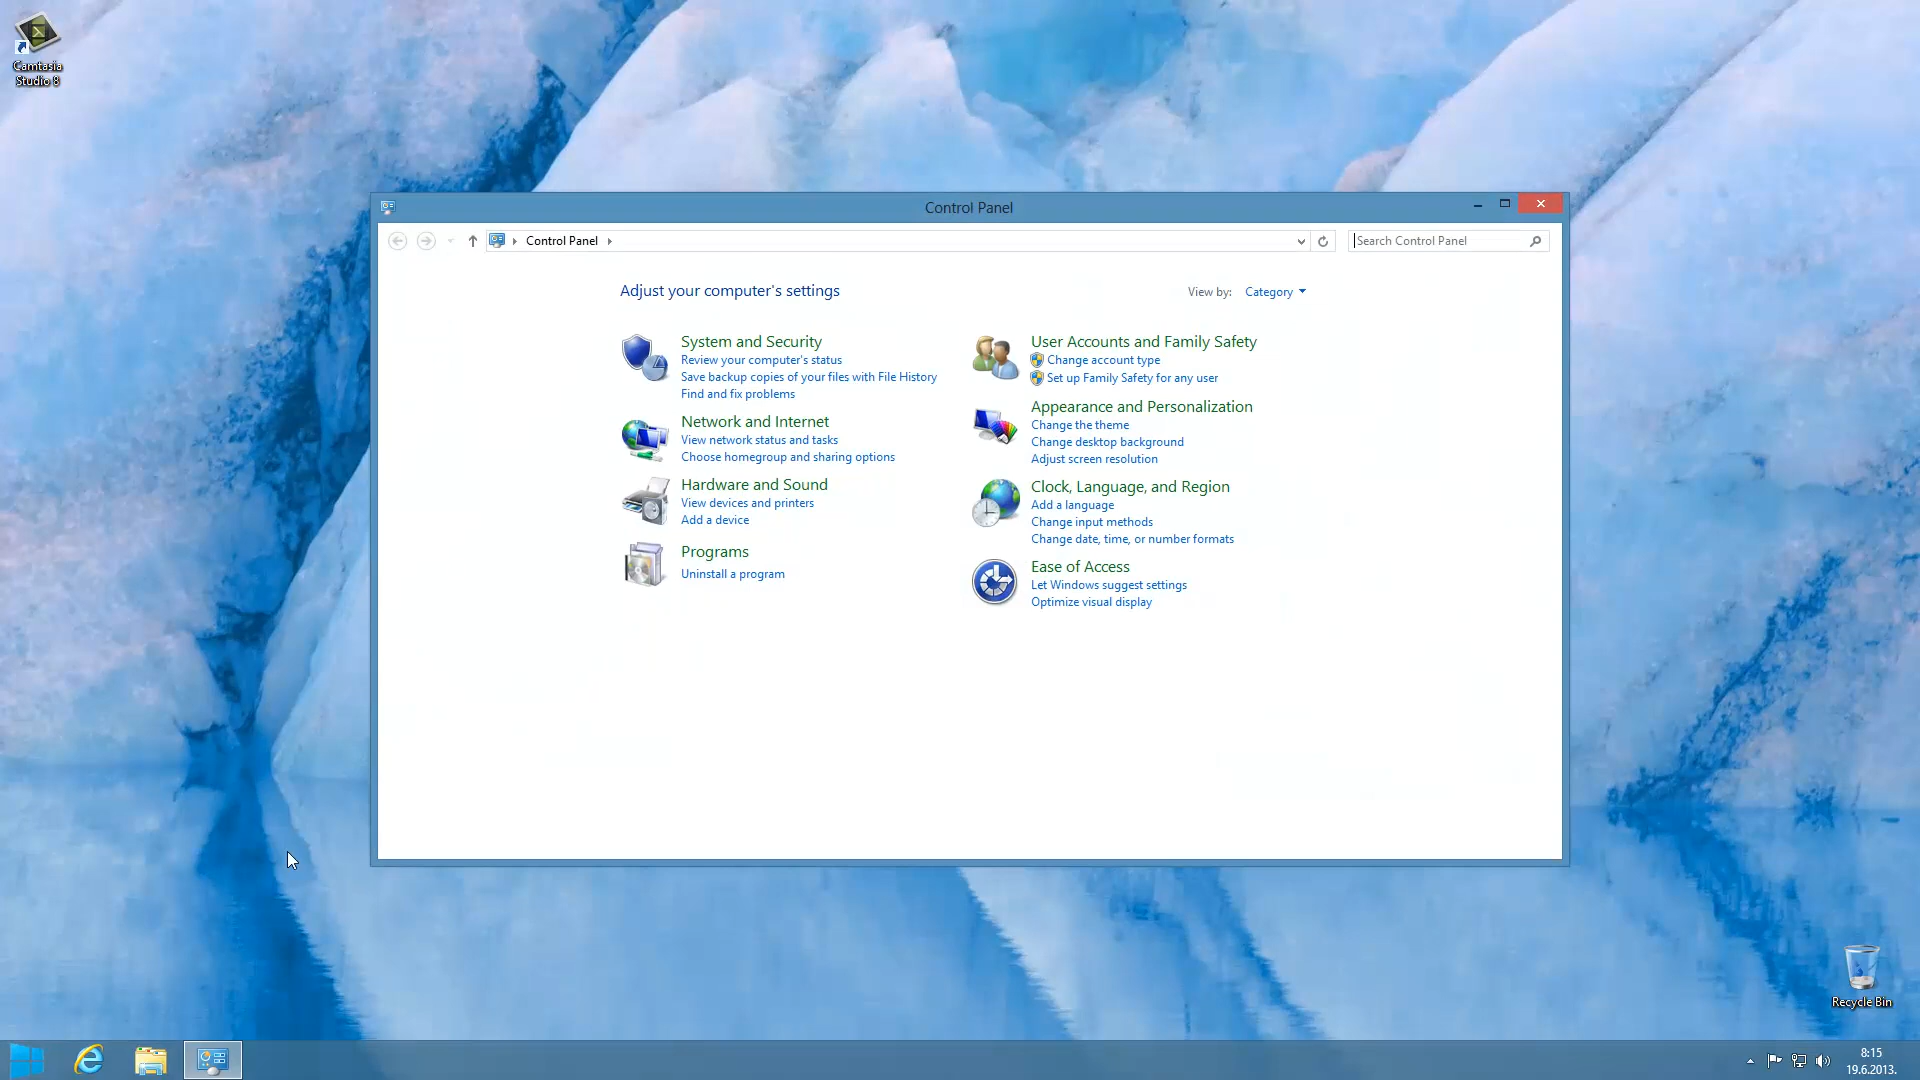 Camtasia
Studio 8
Control Panel
Control Panel
Search Control Panel
Adjust your computer's settings
View by: Category
System and Security
Review your computer's status
Save backup copies of your files with File History
Find and fix problems
Network and Internet
View network status and tasks
Choose homegroup and sharing options
Hardware and Sound
View devices and printers
Add a device
Programs
Uninstall a program
User Accounts and Family Safety
Change account type
Set up Family Safety for any user
Appearance and Personalization
Change the theme
Change desktop background
Adjust screen resolution
Clock, Language, and Region
Add a language
Change input methods
Change date, time, or number formats
Ease of Access
Let Windows suggest settings
Optimize visual display
Recycle Bin
8:15
19.6.2013.